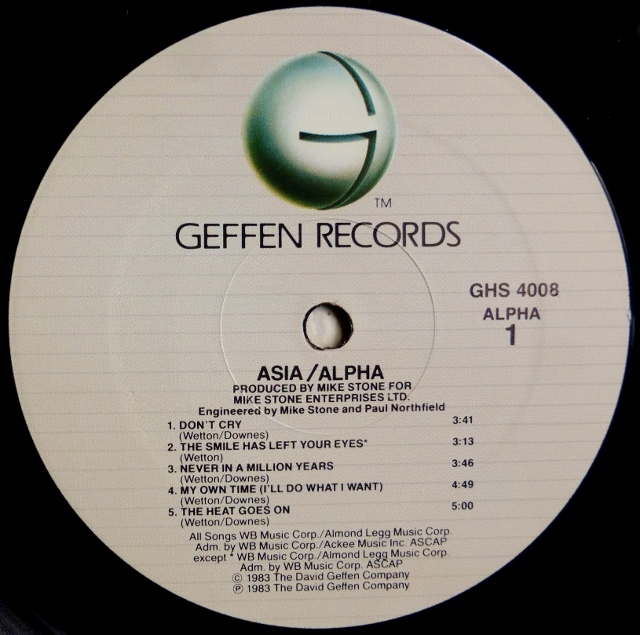 G
TM
GEFFEN RECORDS
GHS 4008
ALPHA
1
ASIA/ALPHA
PRODUCED BY MIKE STONE FOR
MIKE STONE ENTERPRISES LTD.
Engineered by Mike Stone and Paul Northfield
1. DON'T CRY 3:41
(Wetton/Downes)
2. THE SMILE HAS LEFT YOUR EYES* 3:13
(Wetton)
3. NEVER IN A MILLION YEARS 3:46
(Wetton/Downes)
4. MY OWN TIME (I'LL DO WHAT I WANT) 4:49
(Wetton/Downes)
5. THE HEAT GOES ON 5:00
(Wetton/Downes)
All Songs WB Music Corp./Almond Legg Music Corp.
Adm. by WB Music Corp./Ackee Music Inc. ASCAP
except * WB Music Corp./Almond Legg Music Corp.
Adm. by WB Music Corp. ASCAP
© 1983 The David Geffen Company
℗ 1983 The David Geffen Company